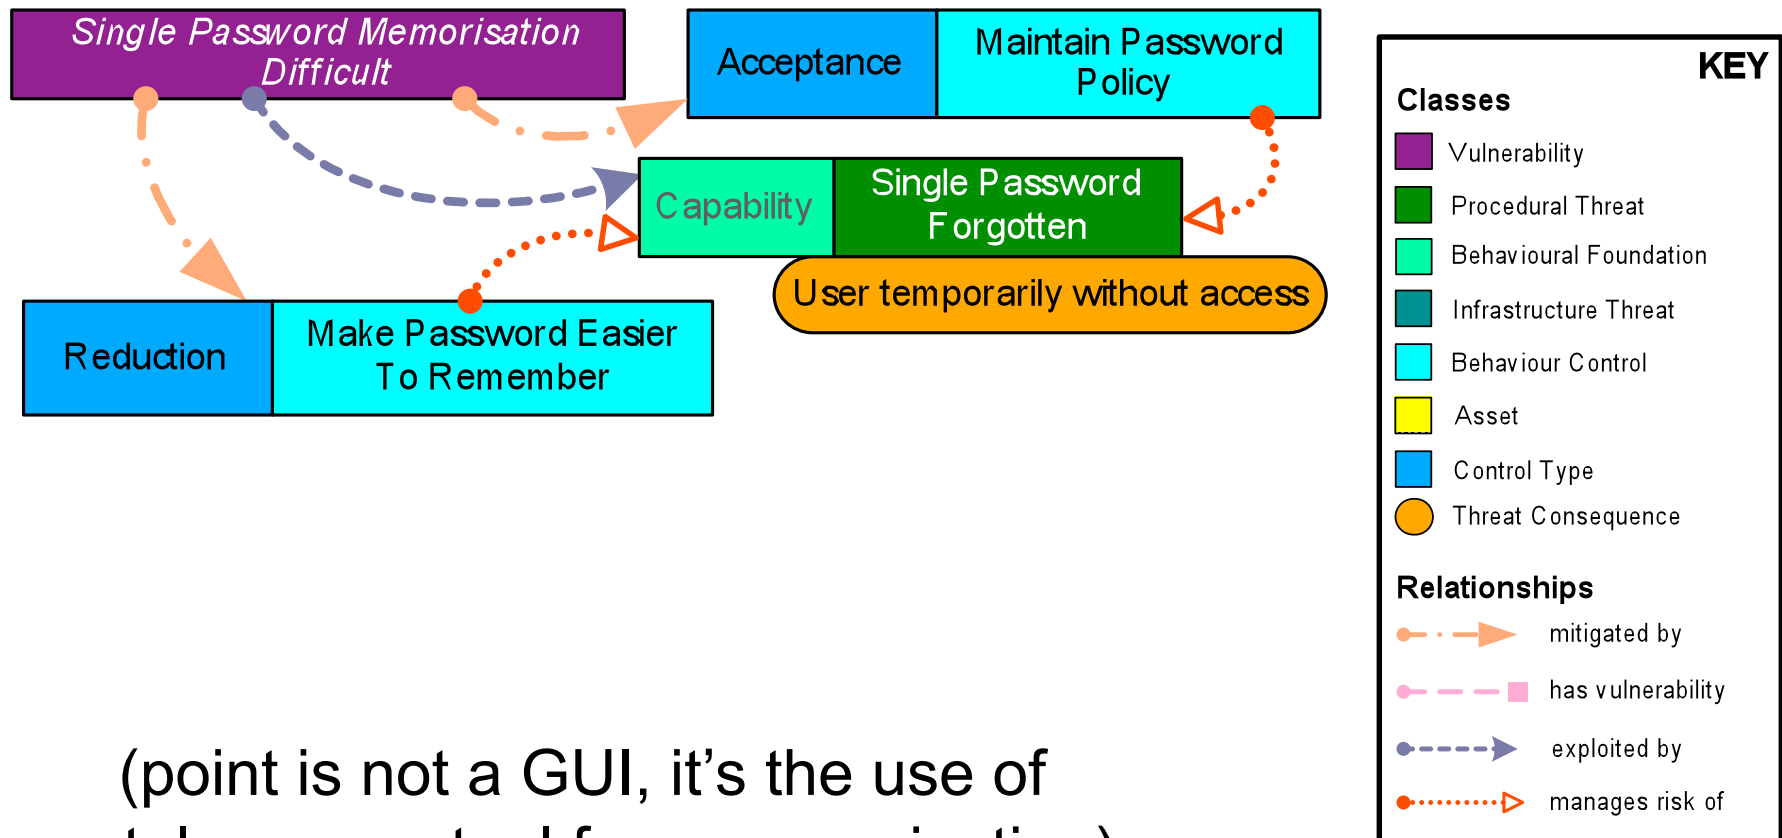 Single Password Memorisation
Difficult
Acceptance
Maintain Password
Policy
Capability
Single Password
Forgotten
User temporarily without access
Reduction
Make Password Easier
To Remember
(point is not a GUI, it's the use of
KEY
Classes
Vulnerability
Procedural Threat
Behavioural Foundation
Infrastructure Threat
Behaviour Control
Asset
Control Type
Threat Consequence
Relationships
mitigated by
has vulnerability
exploited by
manages risk of